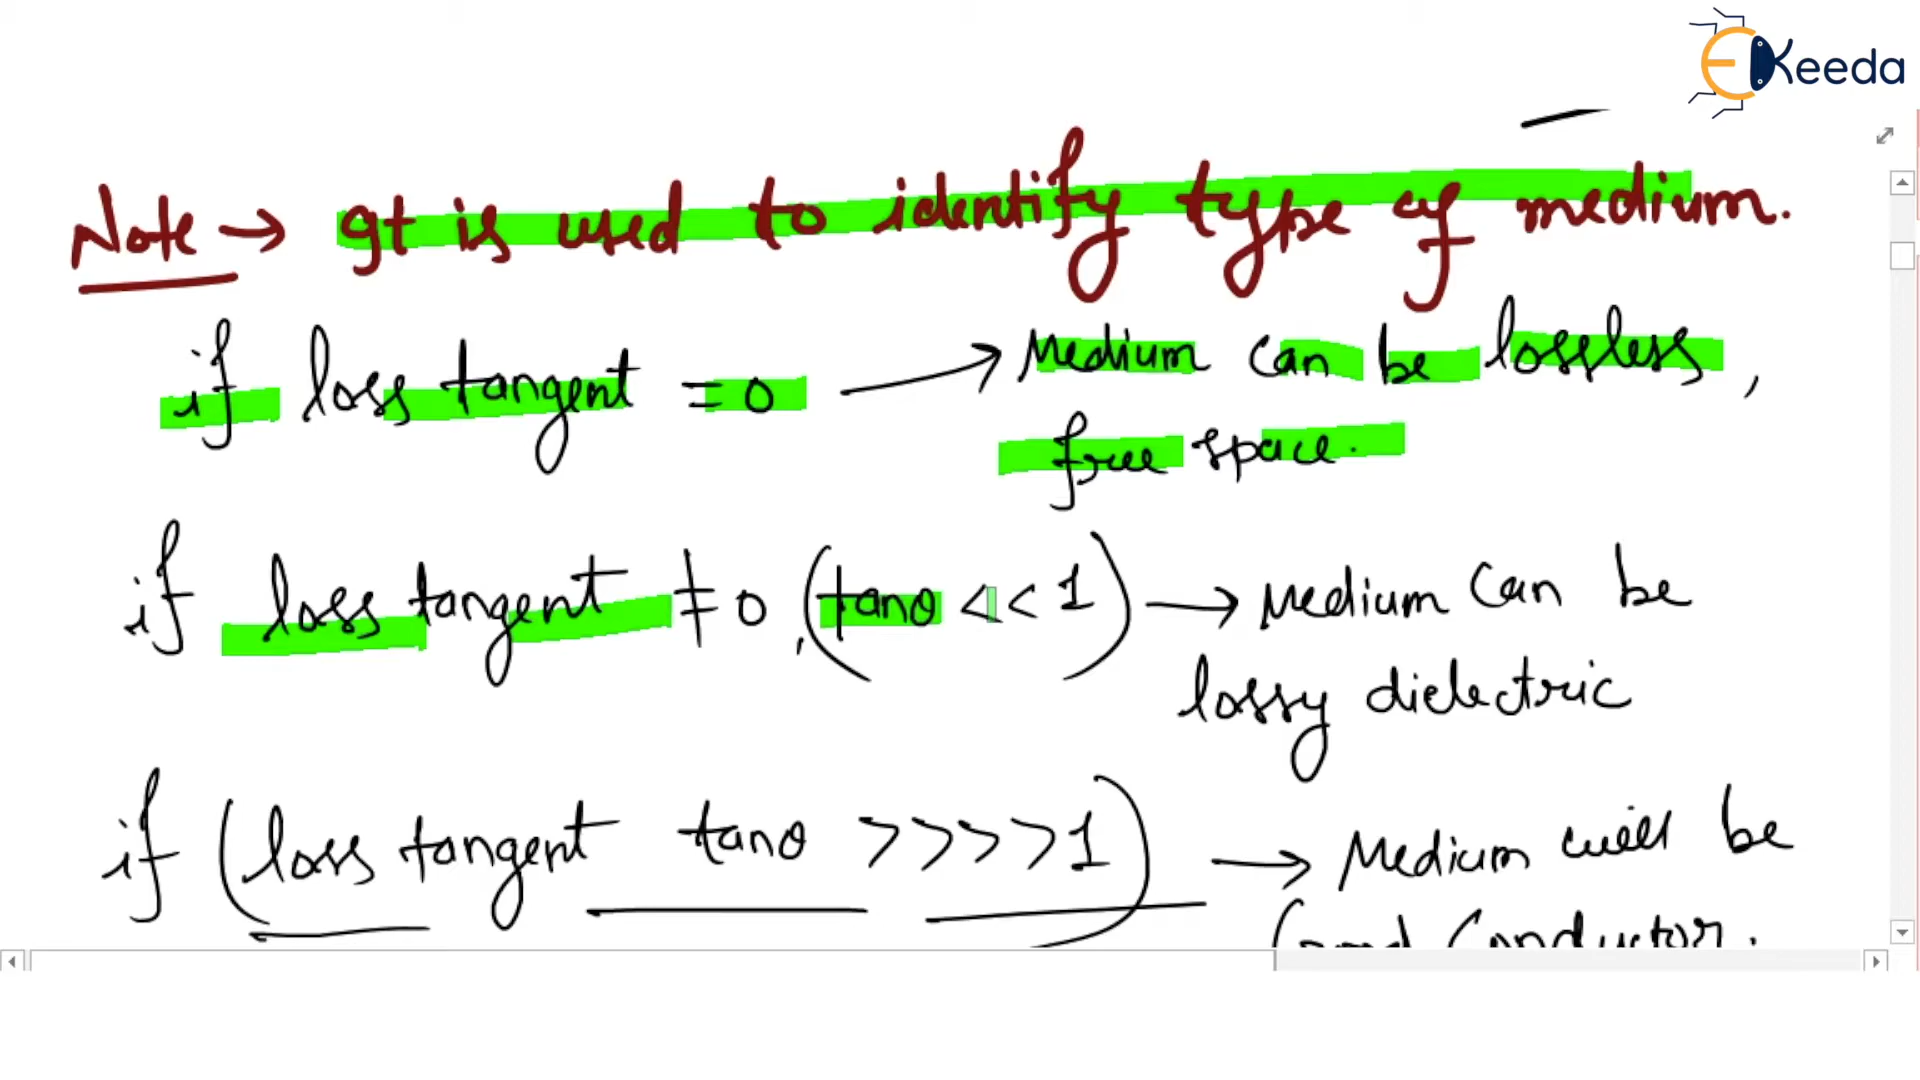 EKeeda
Note → It is used to identify type of medium.
if loss tangent = 0 → Medium can be lossless,
free space.
if loss tangent ≠ 0, (tanθ << 1) → Medium can be
lossy dielectric
if (loss tangent tanθ >>>>1) → Medium will be
Good Conductor.